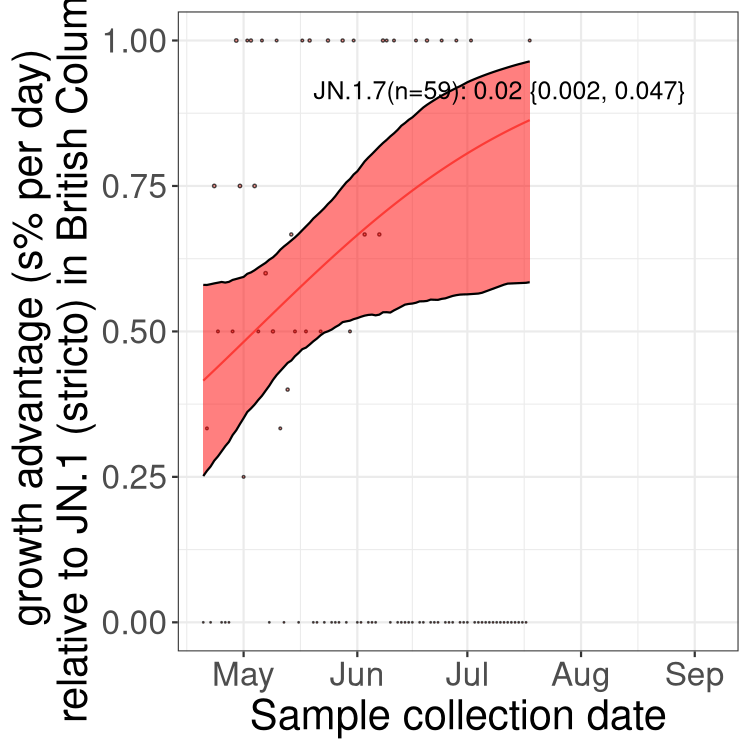 growth advantage (s% per day)
relative to JN.1 (stricto) in British Colum
1.00
0.75
0.50
0.25
0.00
JN.1.7(n=59): 0.02 {0.002, 0.047}
May Jun Jul Aug Sep
Sample collection date